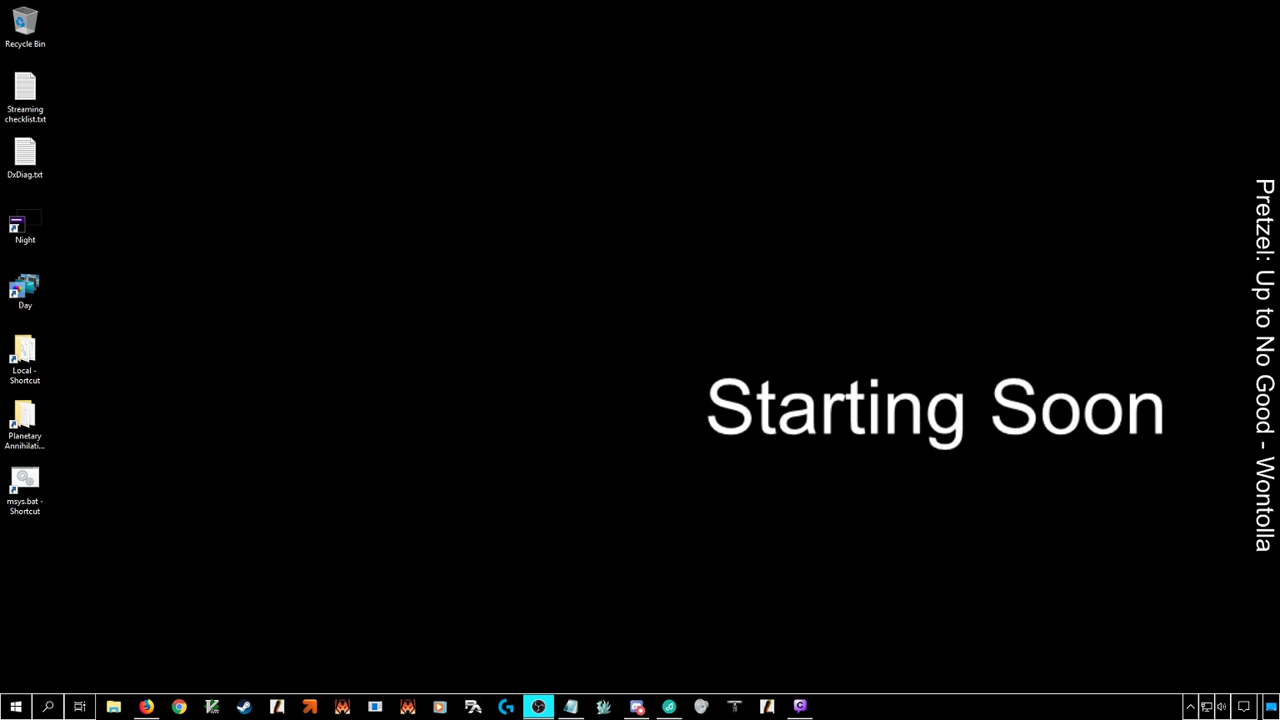 Recycle Bin
Streaming
checklist.txt
DxDiag.txt
Night
Day
Local -
Shortcut
Planetary
Annihilati...
msys.bat -
Shortcut
Starting Soon
Pretzel: Up to No Good - Wontolla